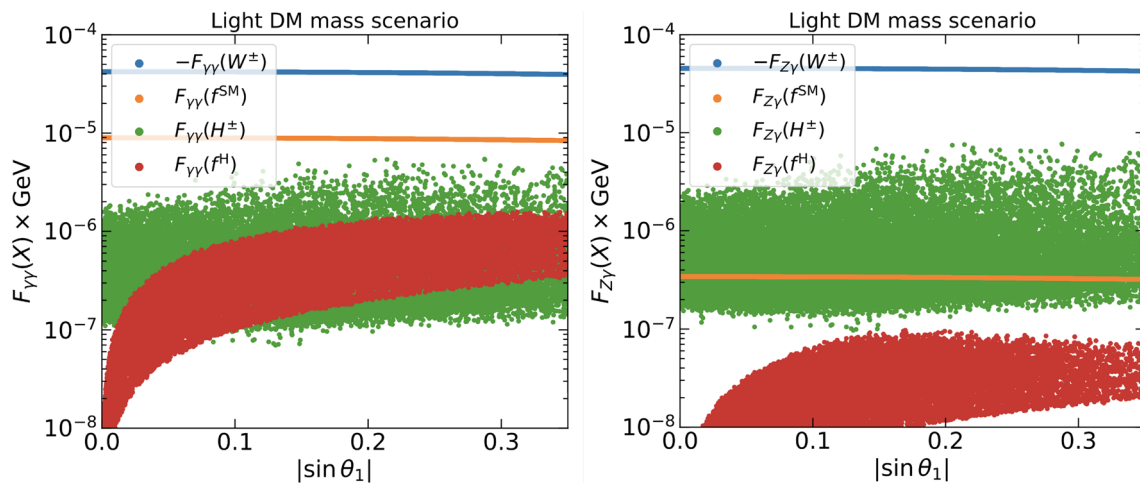 Light DM mass scenario
10⁻⁴
10⁻⁵
10⁻⁶
10⁻⁷
10⁻⁸
F_γγ(X) × GeV
−F_γγ(W^±)
F_γγ(f^SM)
F_γγ(H^±)
F_γγ(f^H)
0.0 0.1 0.2 0.3
|sin θ₁|
Light DM mass scenario
10⁻⁴
10⁻⁵
10⁻⁶
10⁻⁷
10⁻⁸
F_Zγ(X) × GeV
−F_Zγ(W^±)
F_Zγ(f^SM)
F_Zγ(H^±)
F_Zγ(f^H)
0.0 0.1 0.2 0.3
|sin θ₁|